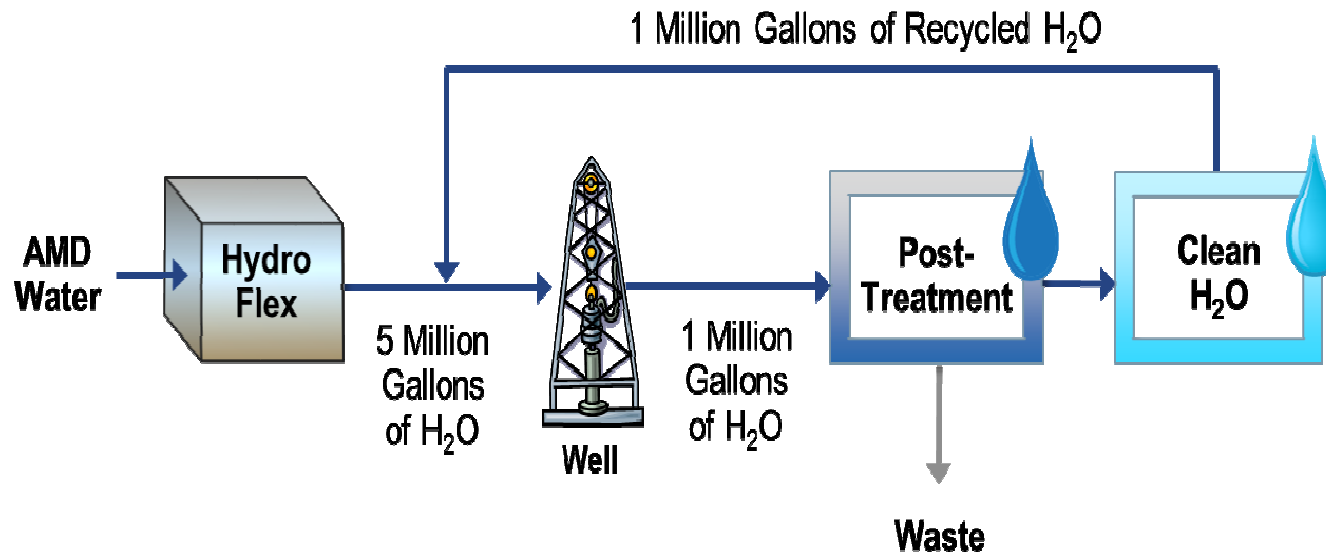 1 Million Gallons of Recycled H₂O
AMD
Water
Hydro
Flex
5 Million
Gallons
of H₂O
Well
1 Million
Gallons
of H₂O
Post-
Treatment
Clean
H₂O
Waste